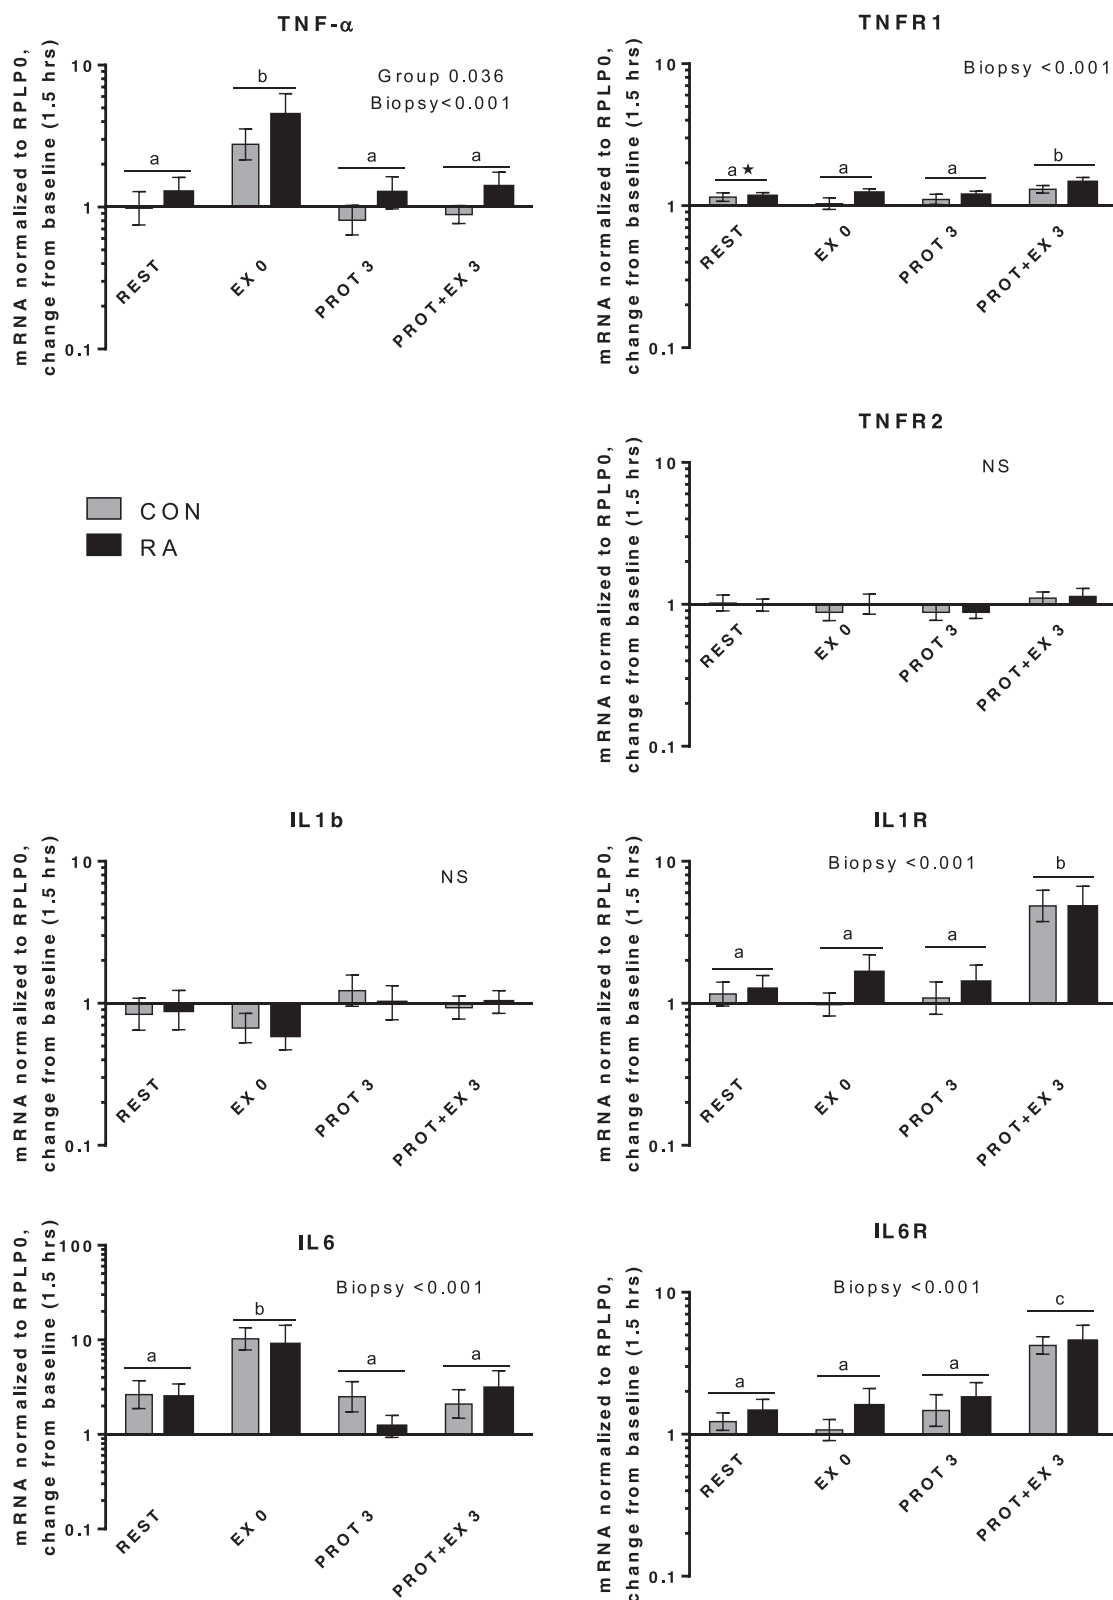 TNF-α
mRNA normalized to RPLP0,
change from baseline (1.5 hrs)
10
1
0.1
Group 0.036
Biopsy<0.001
a
b
a
a
REST
EX 0
PROT 3
PROT+EX 3
TNFR1
mRNA normalized to RPLP0,
change from baseline (1.5 hrs)
10
1
0.1
Biopsy <0.001
a ★
a
a
b
REST
EX 0
PROT 3
PROT+EX 3
CON
RA
TNFR2
mRNA normalized to RPLP0,
change from baseline (1.5 hrs)
10
1
0.1
NS
REST
EX 0
PROT 3
PROT+EX 3
IL1b
mRNA normalized to RPLP0,
change from baseline (1.5 hrs)
10
1
0.1
NS
REST
EX 0
PROT 3
PROT+EX 3
IL1R
mRNA normalized to RPLP0,
change from baseline (1.5 hrs)
10
1
0.1
Biopsy <0.001
a
a
a
b
REST
EX 0
PROT 3
PROT+EX 3
IL6
mRNA normalized to RPLP0,
change from baseline (1.5 hrs)
100
10
1
0.1
Biopsy <0.001
a
b
a
a
REST
EX 0
PROT 3
PROT+EX 3
IL6R
mRNA normalized to RPLP0,
change from baseline (1.5 hrs)
10
1
0.1
Biopsy <0.001
a
a
a
c
REST
EX 0
PROT 3
PROT+EX 3